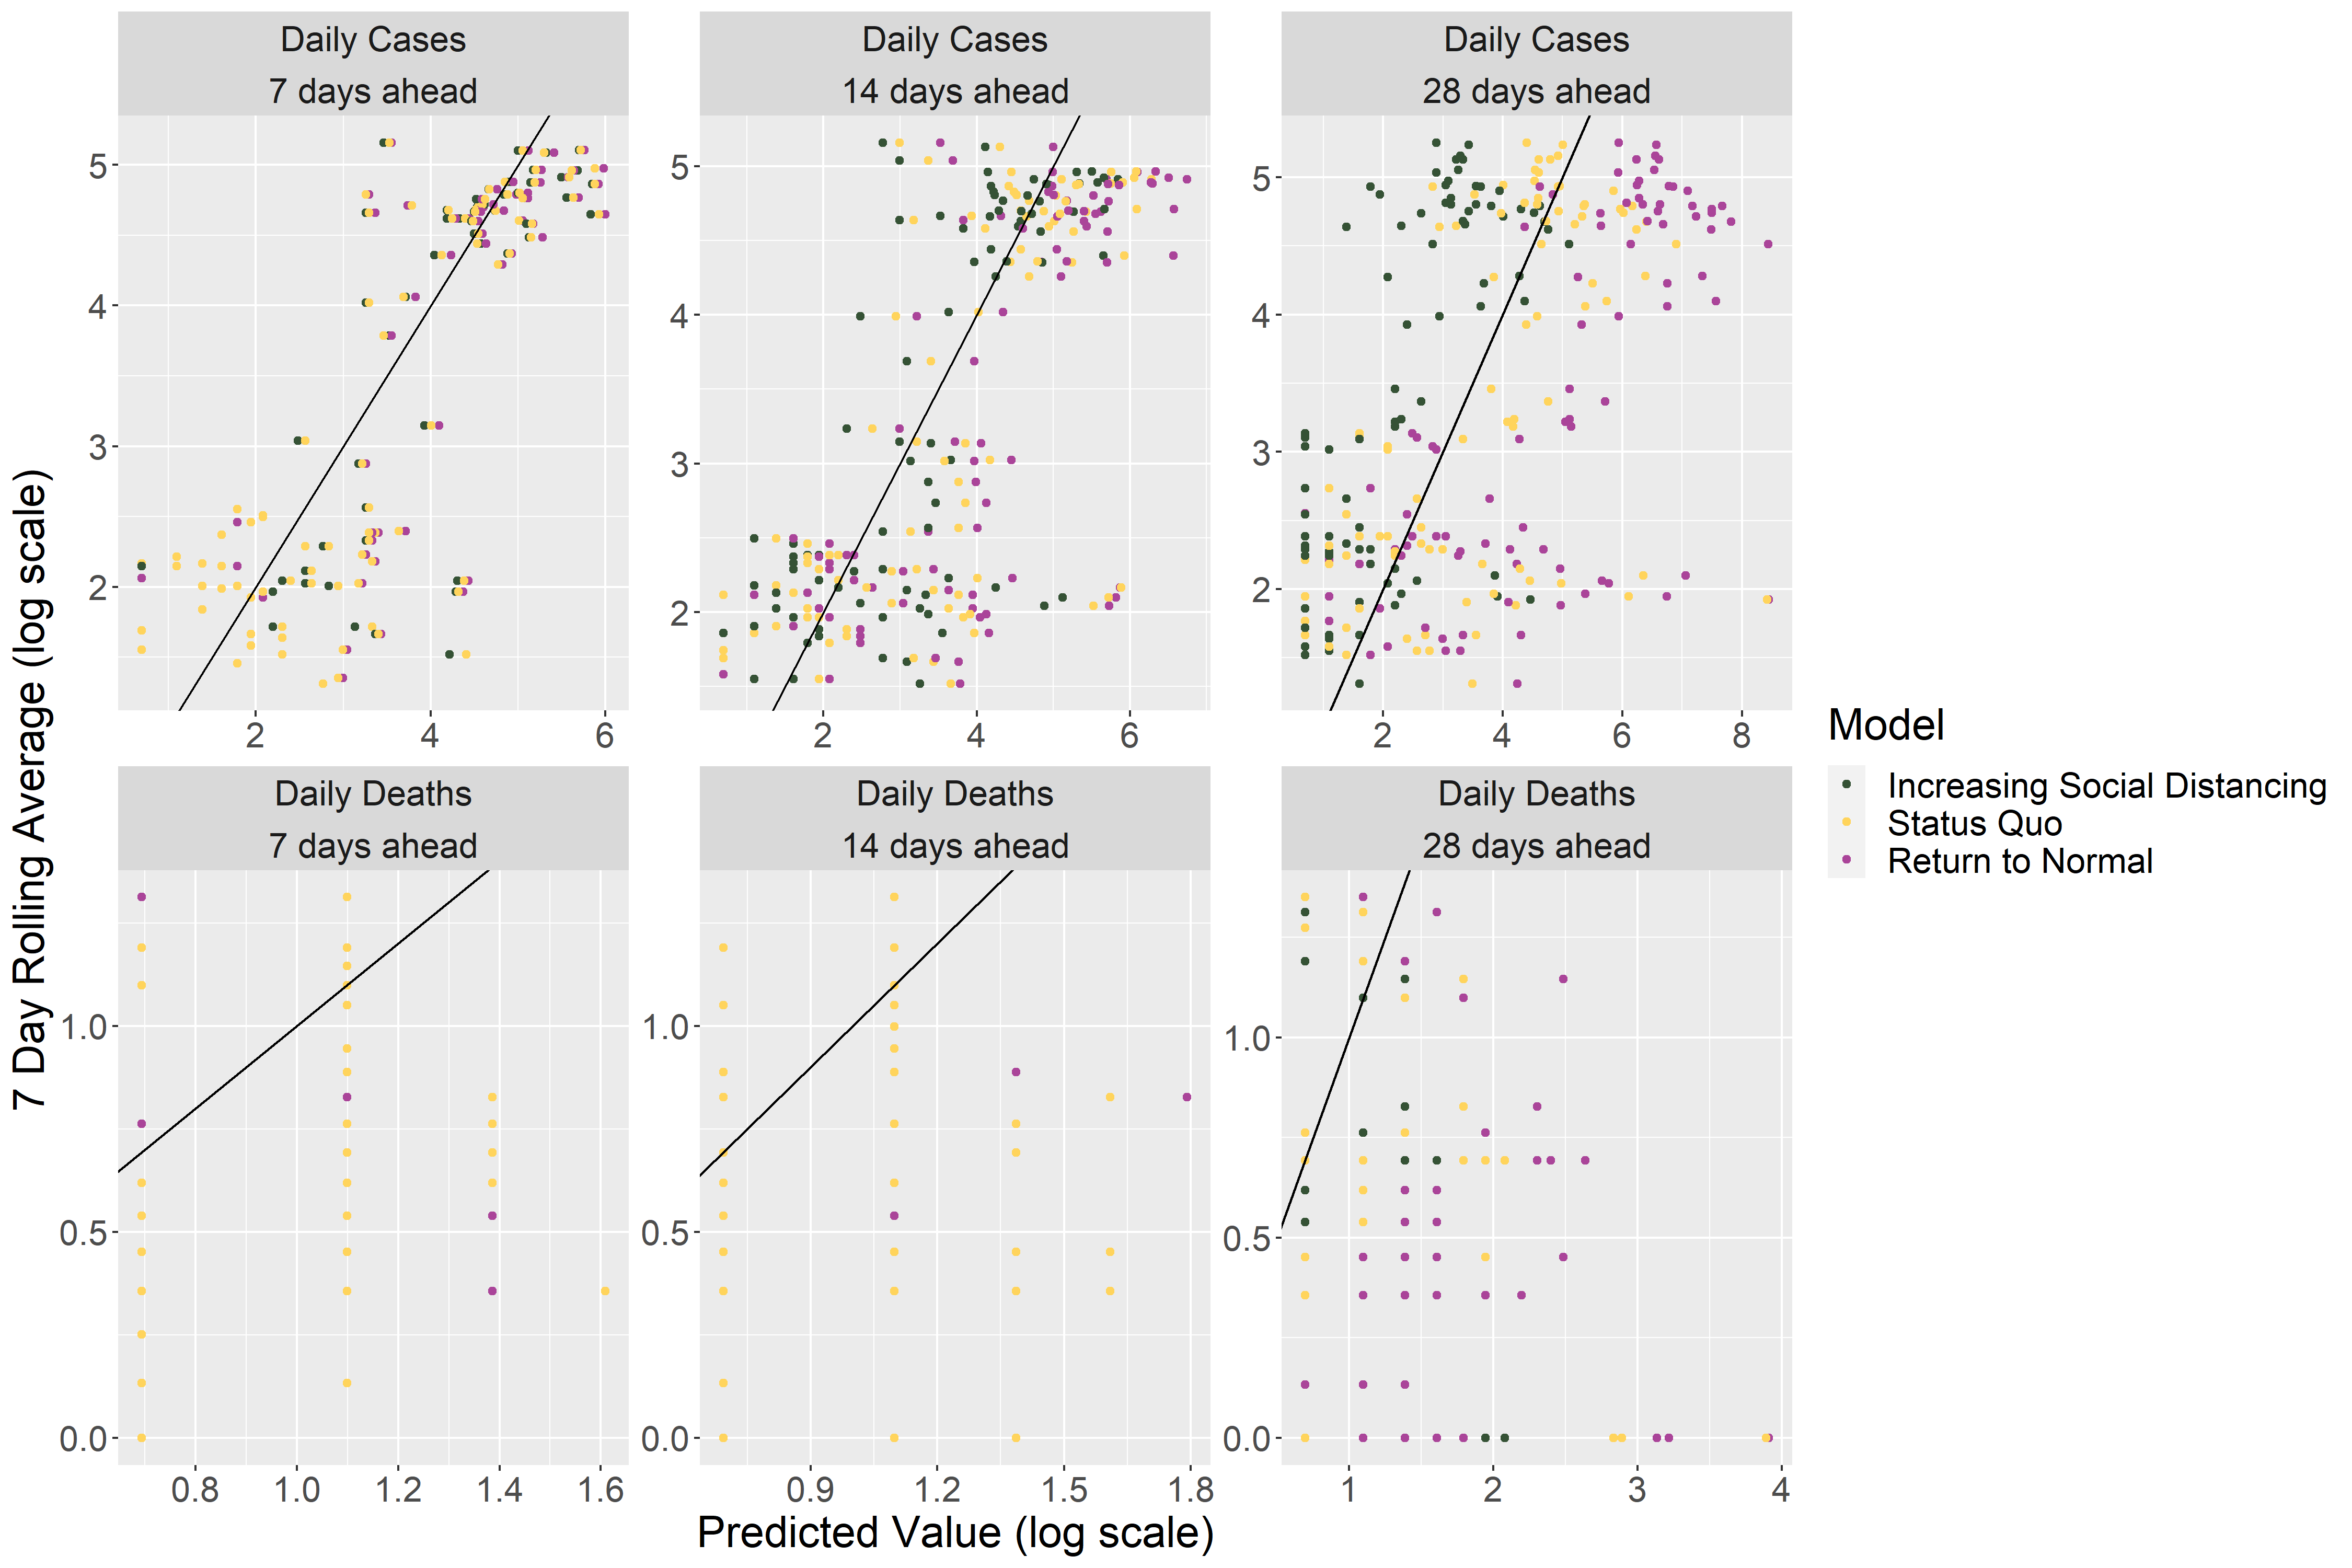 Daily Cases
7 days ahead
Daily Cases
14 days ahead
Daily Cases
28 days ahead
5
4
3
2
2
4
6
5
4
3
2
2
4
6
5
4
3
2
2
4
6
8
7 Day Rolling Average (log scale)
Daily Deaths
7 days ahead
Daily Deaths
14 days ahead
Daily Deaths
28 days ahead
1.0
0.5
0.0
0.8
1.0
1.2
1.4
1.6
1.0
0.5
0.0
0.9
1.2
1.5
1.8
1.0
0.5
0.0
1
2
3
4
Predicted Value (log scale)
Model
Increasing Social Distancing
Status Quo
Return to Normal